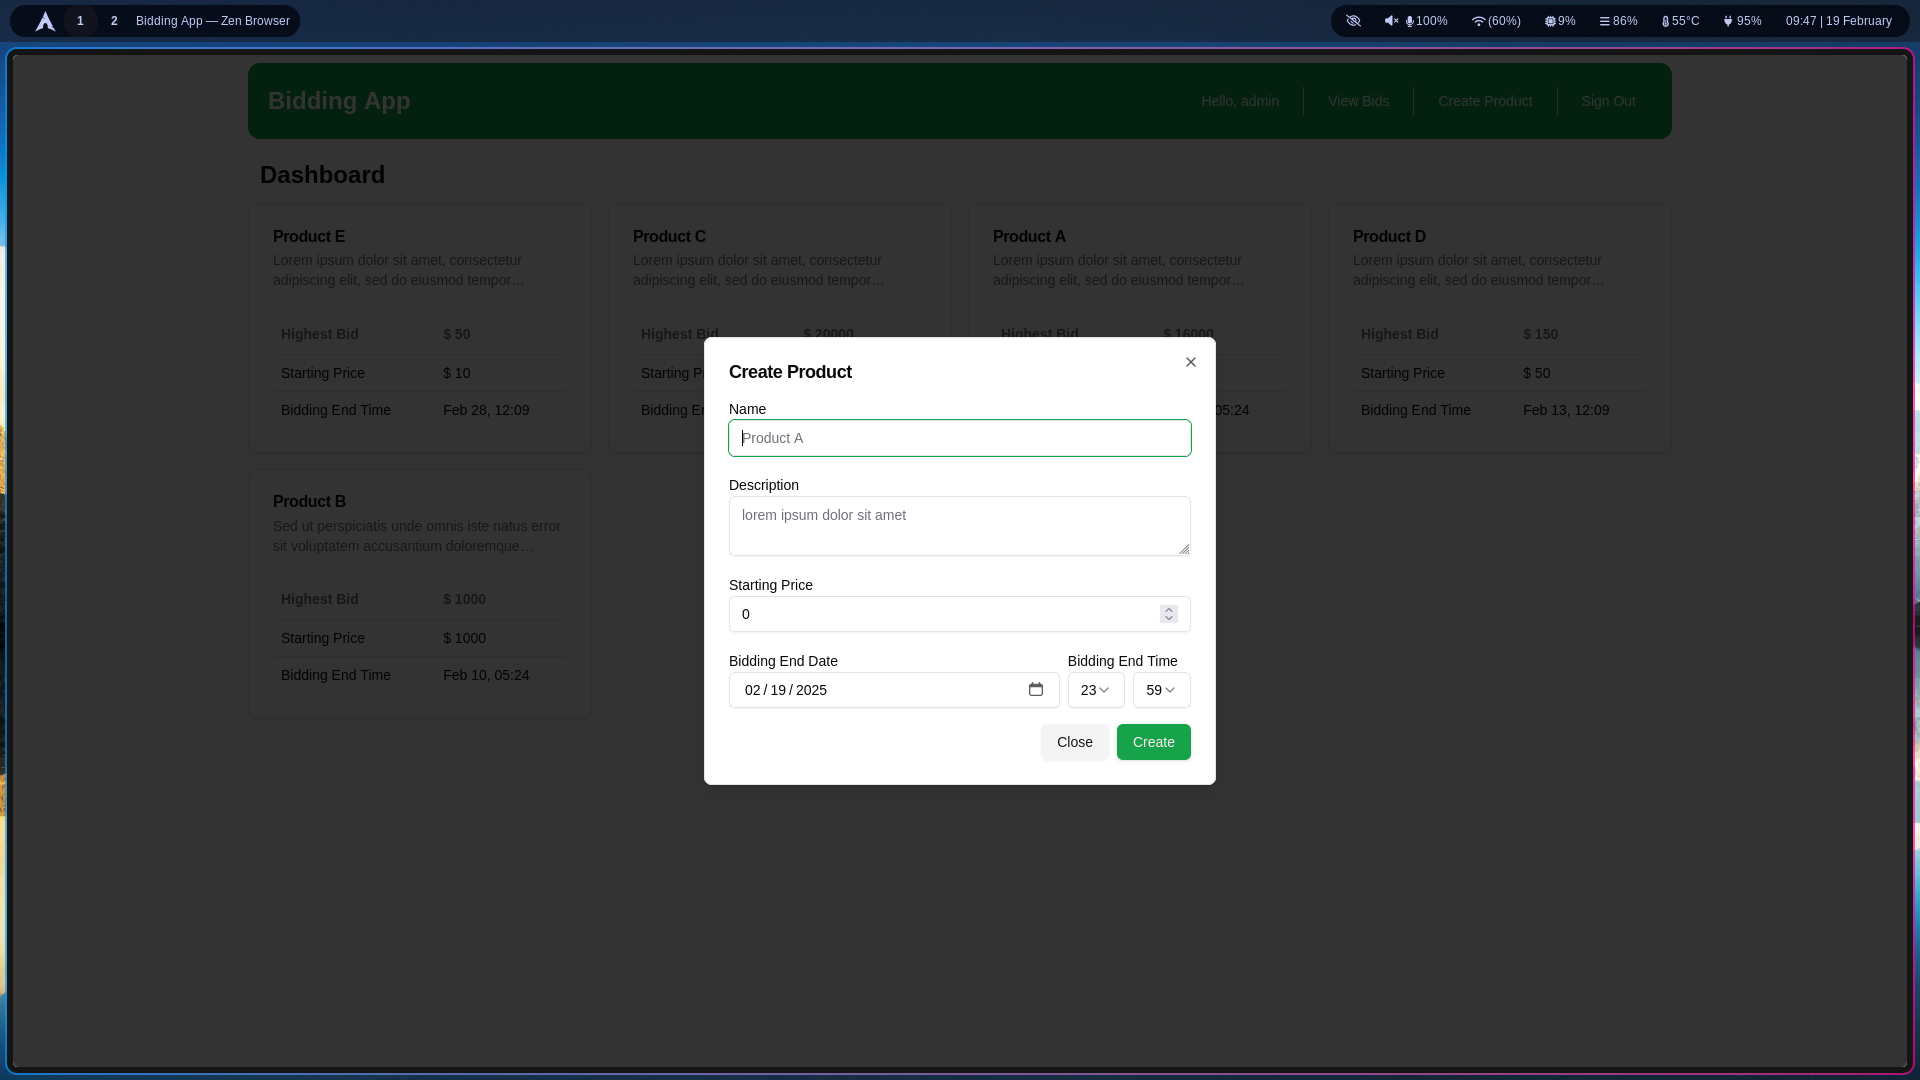 1 2 Bidding App — Zen Browser 100% (60%) 9% 86% 55°C 95% 09:47 | 19 February
Bidding App Hello, admin View Bids Create Product Sign Out
Dashboard
Product E Product C Product A Product D
Lorem ipsum dolor sit amet, consectetur Lorem ipsum dolor sit amet, consectetur Lorem ipsum dolor sit amet, consectetur Lorem ipsum dolor sit amet, consectetur
adipiscing elit, sed do eiusmod tempor… adipiscing elit, sed do eiusmod tempor… adipiscing elit, sed do eiusmod tempor… adipiscing elit, sed do eiusmod tempor…
Highest Bid $ 50 Highest Bid $ 20000 Highest Bid $ 16000 Highest Bid $ 150
Starting Price $ 10 Starting P Starting Price $ 50
Bidding End Time Feb 28, 12:09 Bidding E 05:24 Bidding End Time Feb 13, 12:09
Product B
Sed ut perspiciatis unde omnis iste natus error
sit voluptatem accusantium doloremque…
Highest Bid $ 1000
Starting Price $ 1000
Bidding End Time Feb 10, 05:24
Create Product
Name
Product A
Description
lorem ipsum dolor sit amet
Starting Price
0
Bidding End Date Bidding End Time
02 / 19 / 2025 23 59
Close Create